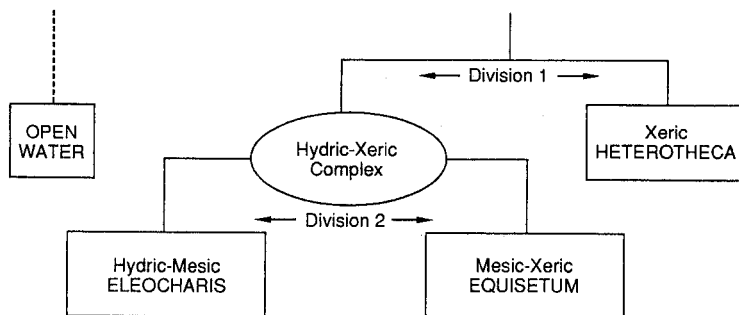 Division 1
OPEN
WATER
Xeric
HETEROTHECA
Hydric-Xeric
Complex
Division 2
Hydric-Mesic
ELEOCHARIS
Mesic-Xeric
EQUISETUM